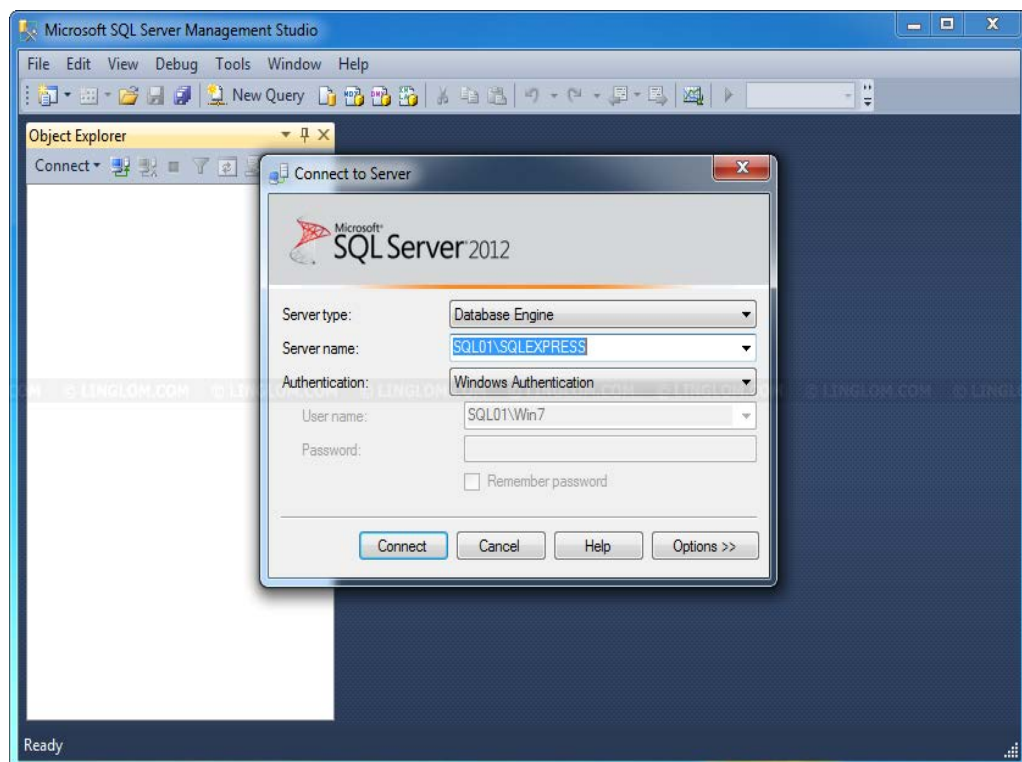 Microsoft SQL Server Management Studio
File Edit View Debug Tools Window Help
New Query
Object Explorer
Connect
Connect to Server
Microsoft
SQL Server 2012
Server type: Database Engine
Server name: SQL01\SQLEXPRESS
Authentication: Windows Authentication
© LINGLOM.COM
User name: SQL01\Win7
Password:
Remember password
Connect Cancel Help Options >>
Ready